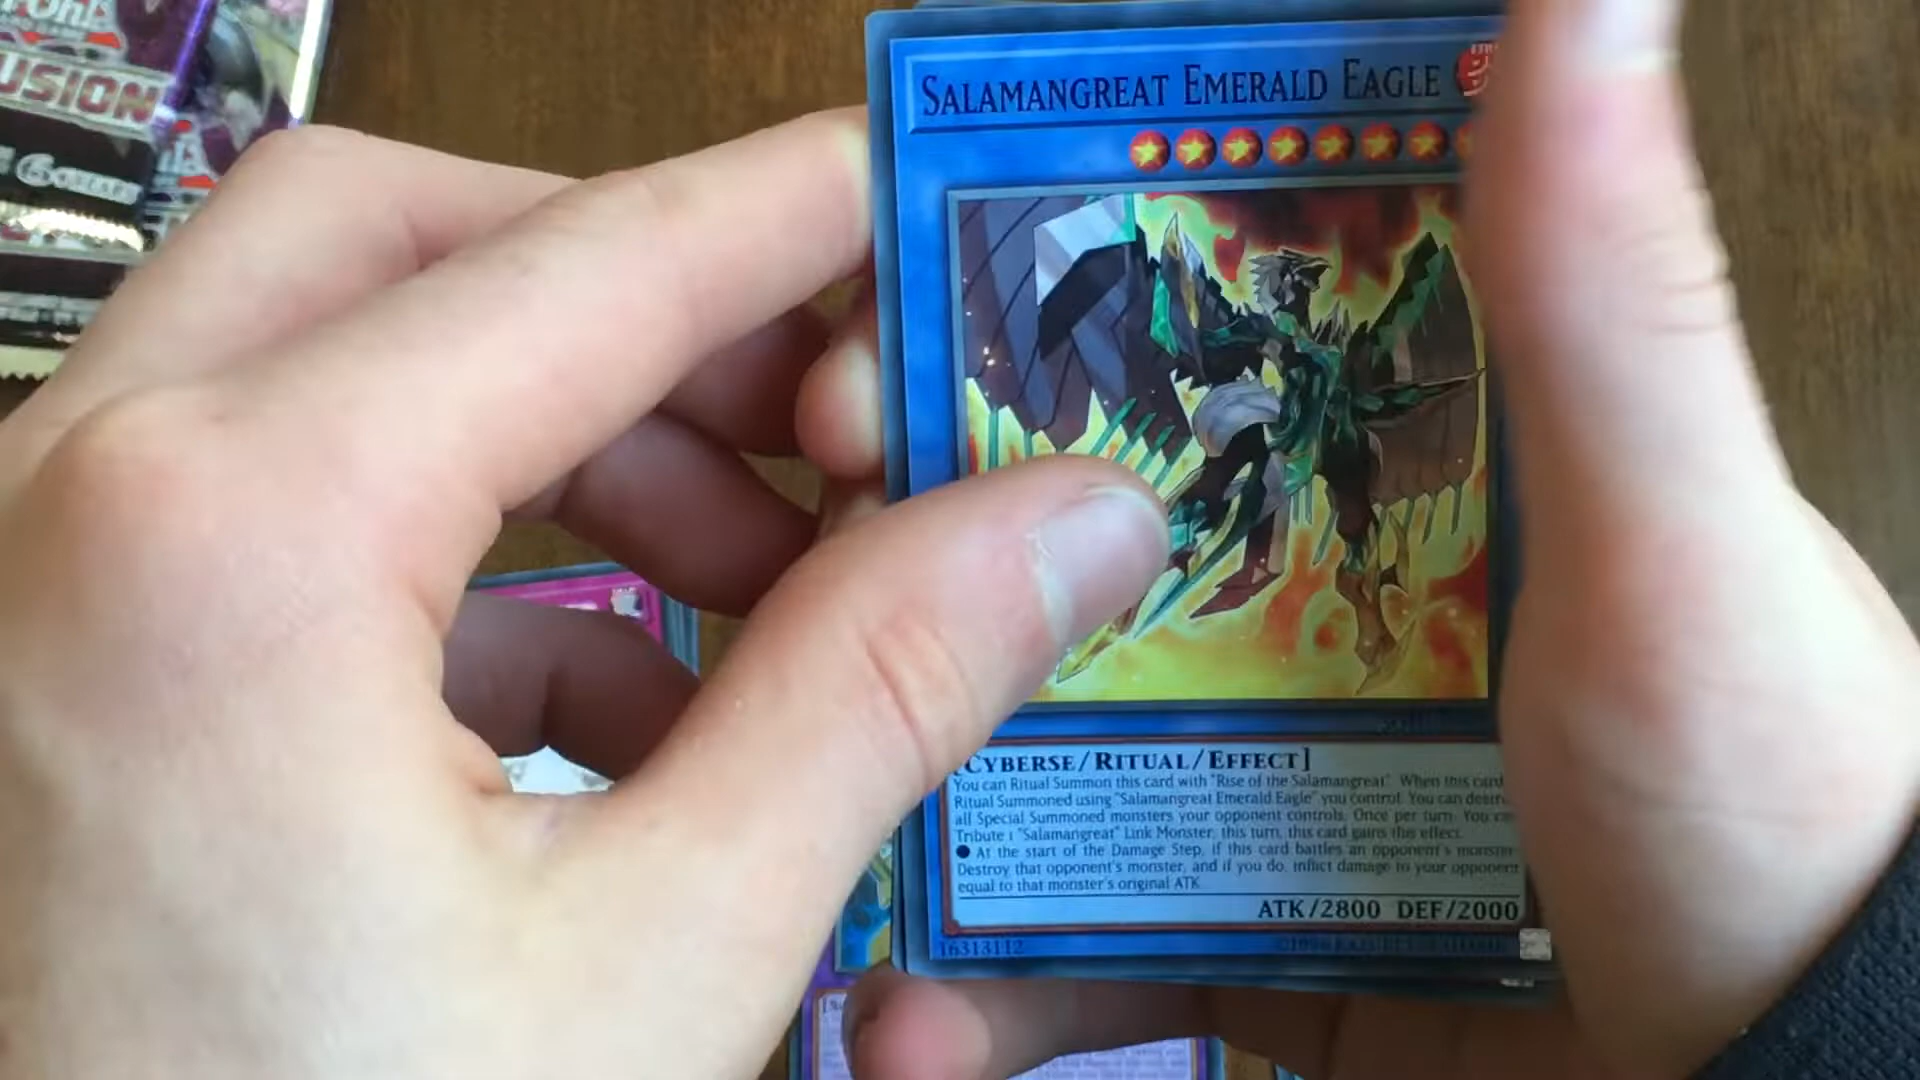 USION
SALAMANGREAT EMERALD EAGLE
[CYBERSE/RITUAL/EFFECT]
You can Ritual Summon this card with "Rise of the Salamangreat". When this card
Ritual Summoned using "Salamangreat Emerald Eagle" you control: You can destr
all Special Summoned monsters your opponent controls. Once per turn: You can
Tribute 1 "Salamangreat" Link Monster; this turn, this card gains this effect.
● At the start of the Damage Step, if this card battles an opponent's monster:
Destroy that opponent's monster, and if you do, inflict damage to your opponent
equal to that monster's original ATK.
ATK/2800 DEF/2000
16313112